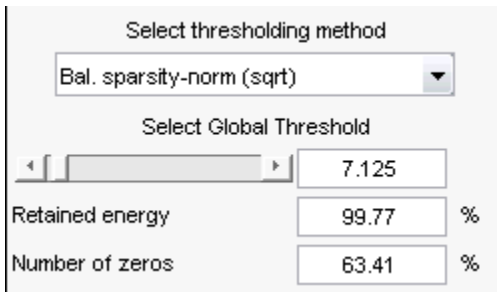 Select thresholding method
Bal. sparsity-norm (sqrt)
Select Global Threshold
7.125
Retained energy 99.77 %
Number of zeros 63.41 %